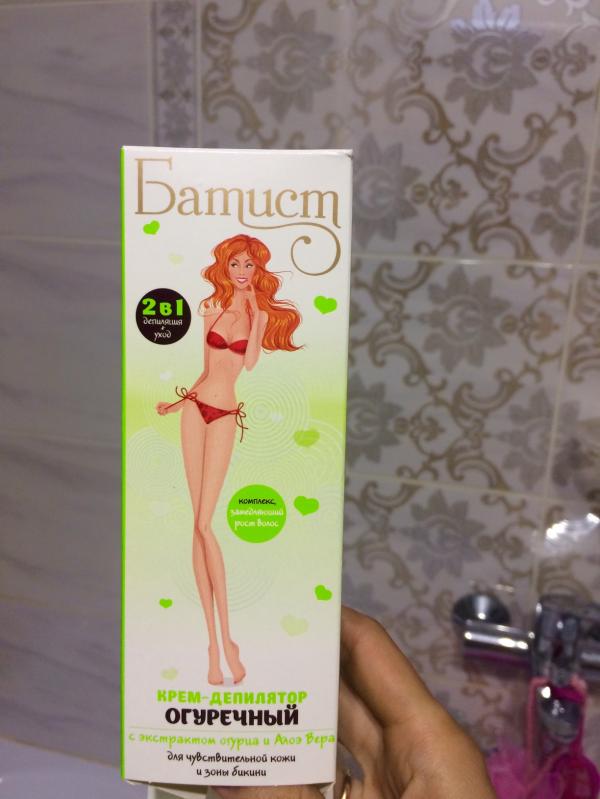 Батист
2в1
депиляция
+
уход
комплекс,
замедляющий
рост волос
КРЕМ-ДЕПИЛЯТОР
ОГУРЕЧНЫЙ
с экстрактом огурца и Алоэ Вера
для чувствительной кожи
и зоны бикини